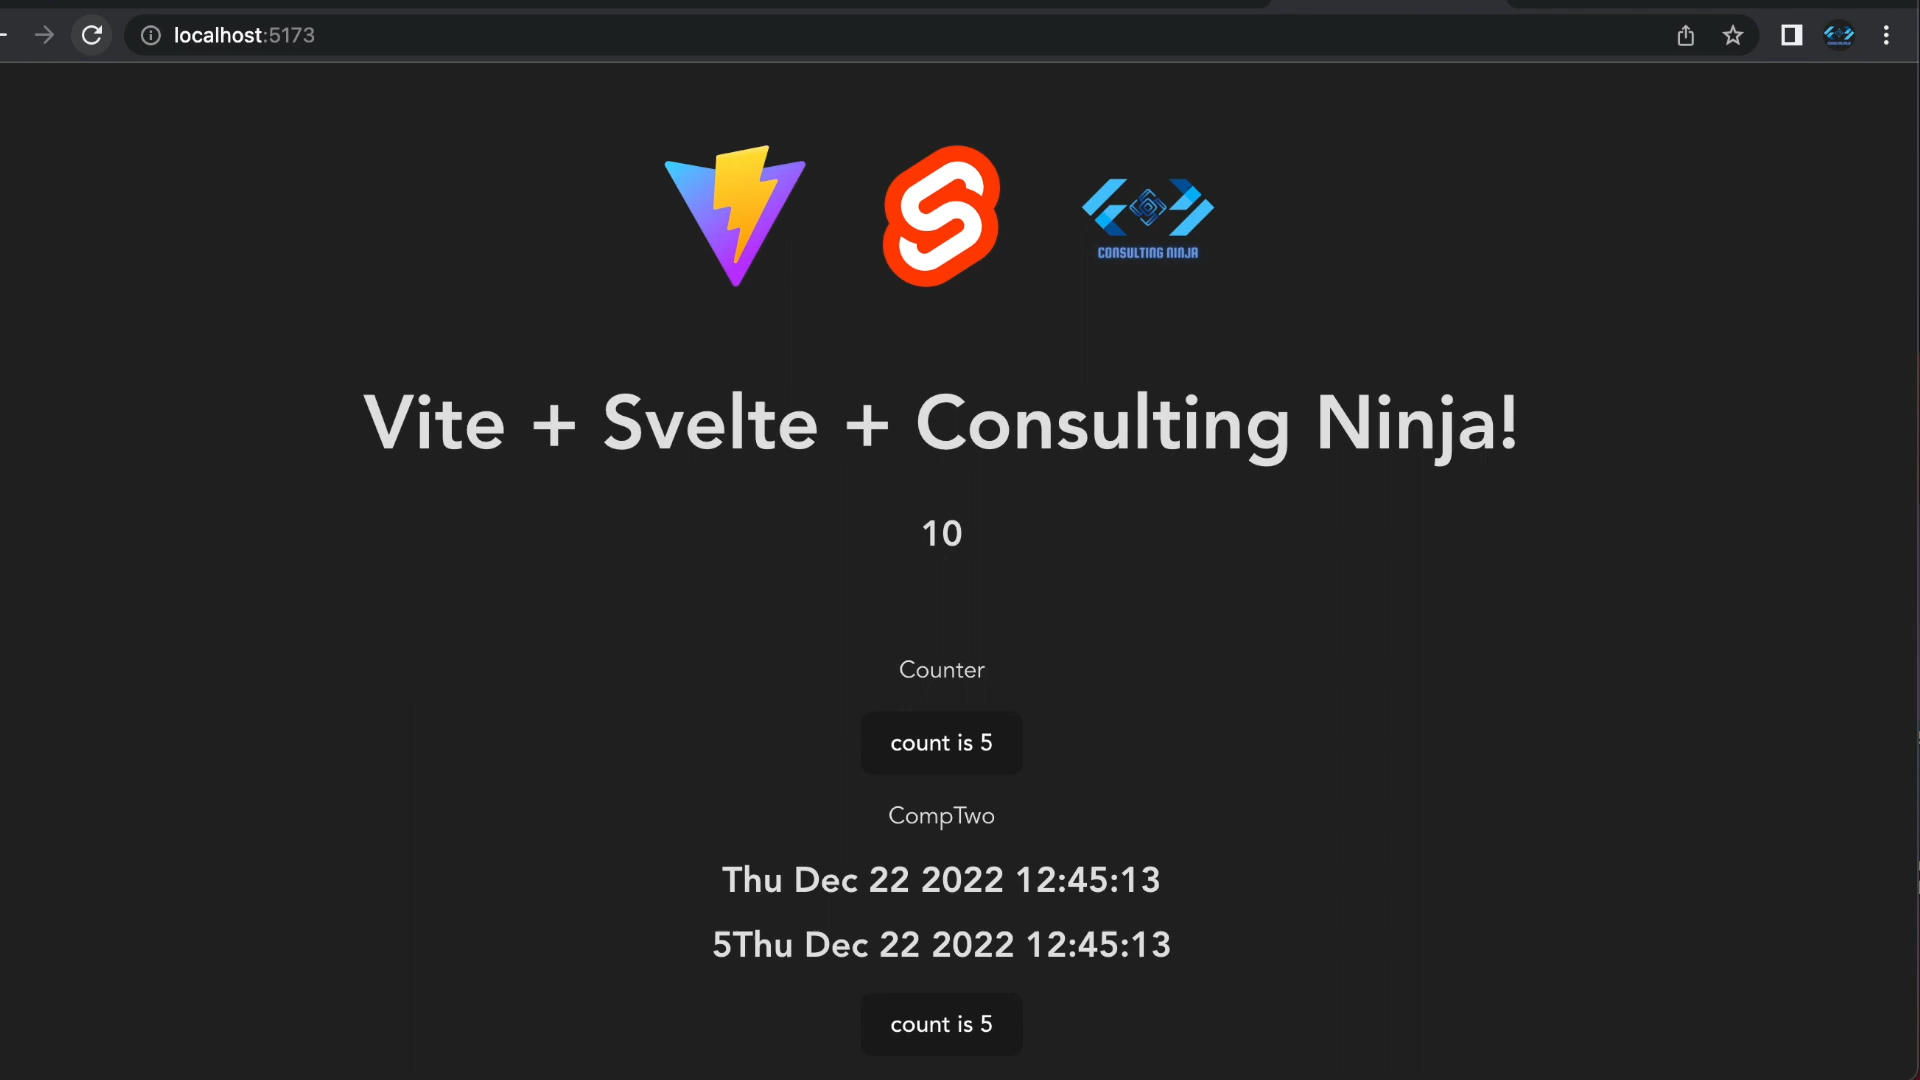 localhost:5173
CONSULTING NINJA
Vite + Svelte + Consulting Ninja!
10
Counter
count is 5
CompTwo
Thu Dec 22 2022 12:45:13
5Thu Dec 22 2022 12:45:13
count is 5